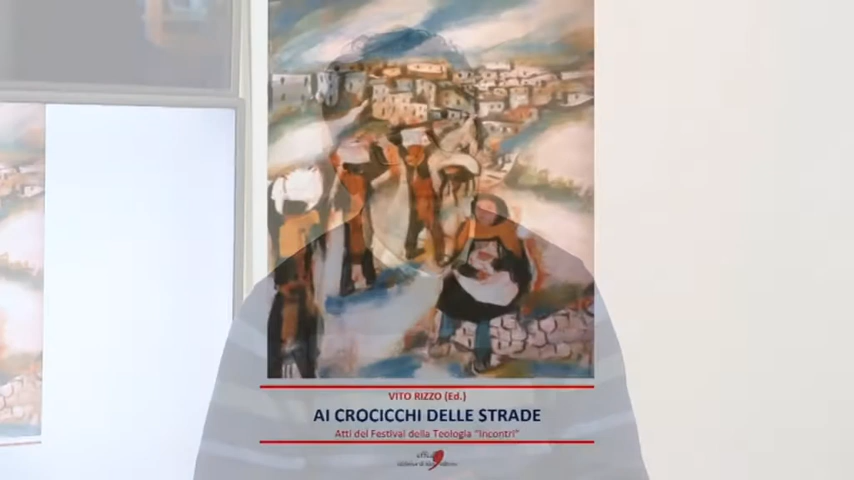 VITO RIZZO (Ed.)
AI CROCICCHI DELLE STRADE
Atti del Festival della Teologia "Incontri"